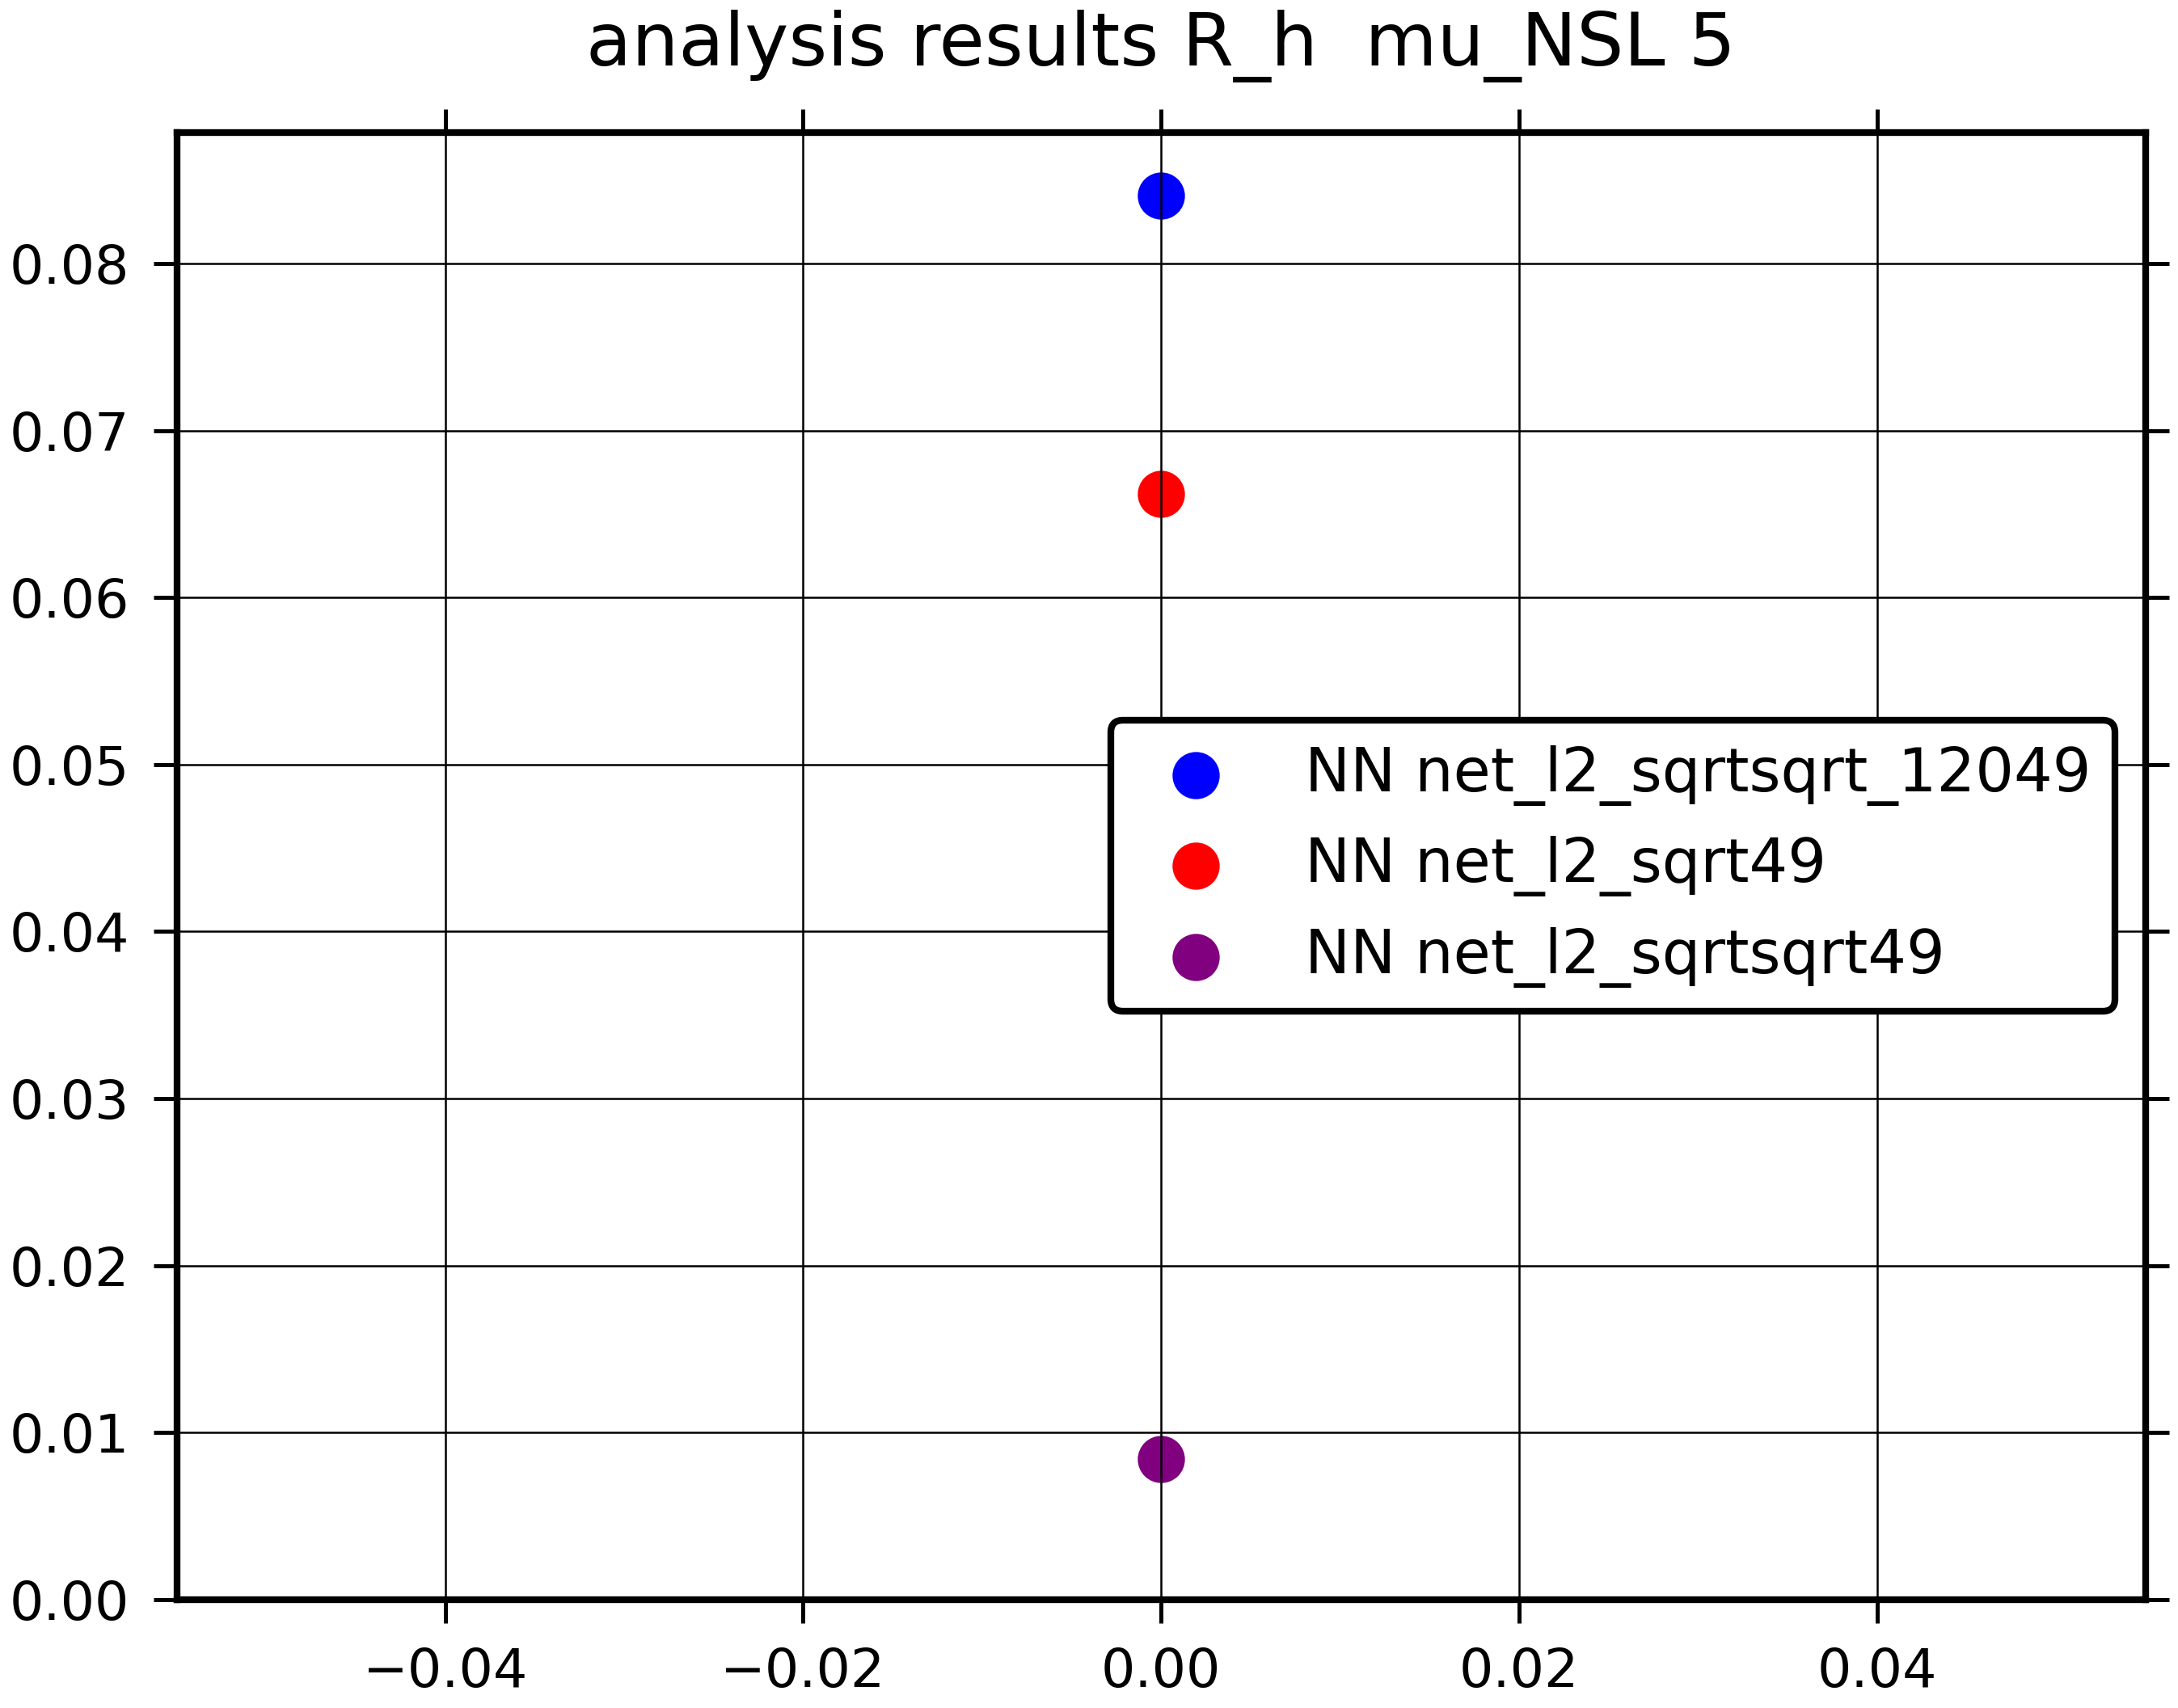 analysis results R_h  mu_NSL 5
0.08
0.07
0.06
0.05
0.04
0.03
0.02
0.01
0.00
NN net_l2_sqrtsqrt_12049
NN net_l2_sqrt49
NN net_l2_sqrtsqrt49
−0.04 −0.02 0.00 0.02 0.04